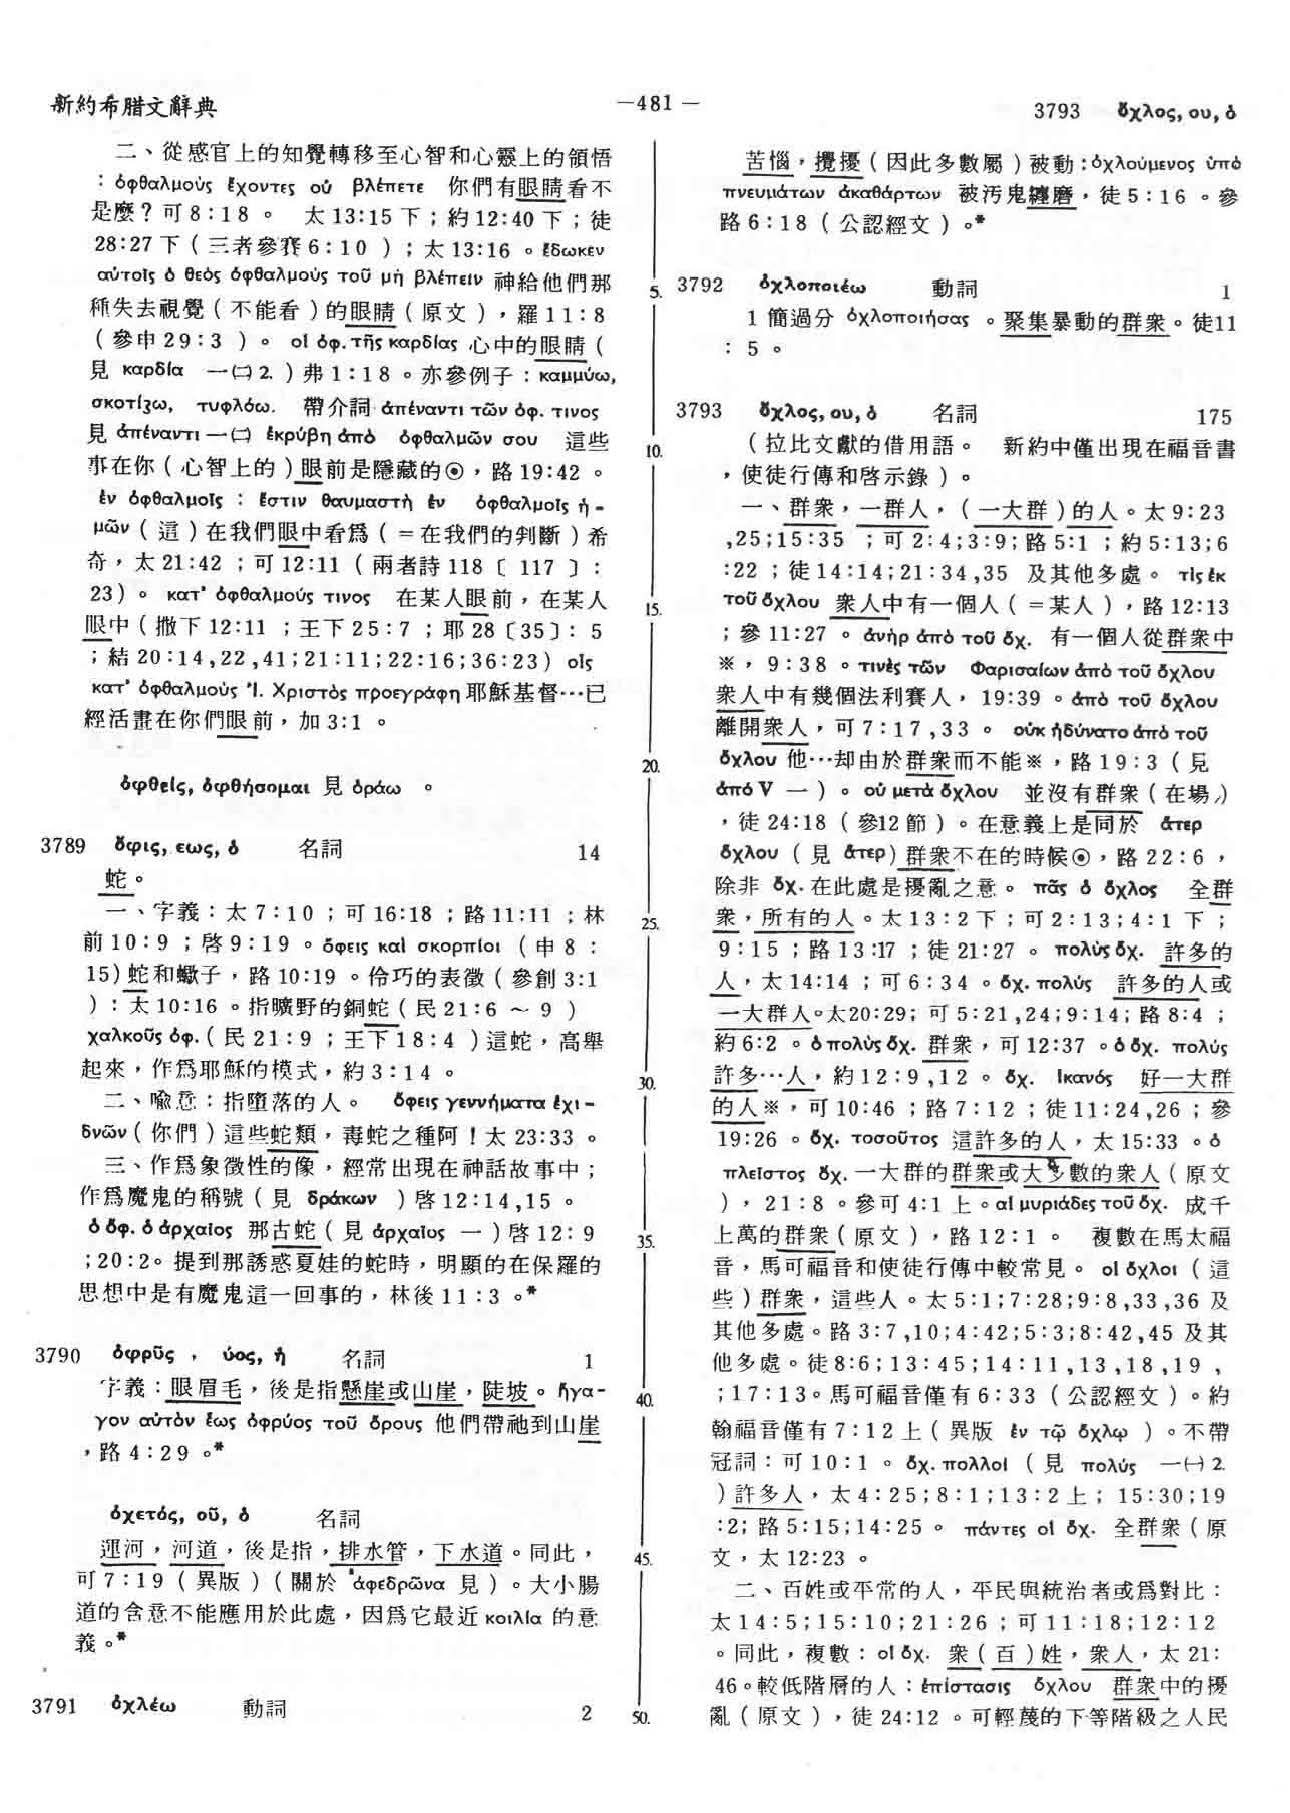 新約希腊文辭典
—481—
3793 ὄχλος, ου, ὁ
二、從感官上的知覺轉移至心智和心靈上的領悟
：ὀφθαλμοὺς ἔχοντες οὐ βλέπετε 你們有眼睛看不
是麼？可8:18。 太13:15下；約12:40下；徒
28:27下（三者參賽6:10）；太13:16。ἔδωκεν
αὐτοῖς ὁ θεὸς ὀφθαλμοὺς τοῦ μὴ βλέπειν 神給他們那
種失去視覺（不能看）的眼睛（原文），羅11:8
（參申29:3）。 οἱ ὀφ. τῆς καρδίας 心中的眼睛（
見 καρδία 一㈡2.）弗1:18。亦參例子：καμμύω,
σκοτίζω, τυφλόω. 帶介詞 ἀπέναντι τῶν ὀφ. τινος
見 ἀπέναντι 一㈡ ἐκρύβη ἀπὸ ὀφθαλμῶν σου 這些
事在你（心智上的）眼前是隱藏的⊙，路19:42。
ἐν ὀφθαλμοῖς : ἔστιν θαυμαστὴ ἐν ὀφθαλμοῖς ἡ-
μῶν（這）在我們眼中看爲（=在我們的判斷）希
奇，太21:42；可12:11（兩者詩118〔117〕:
23）。 κατ' ὀφθαλμούς τινος 在某人眼前，在某人
眼中（撒下12:11；王下25:7；耶28〔35〕:5
；結20:14,22,41;21:11;22:16;36:23）οἷς
κατ' ὀφθαλμοὺς Ἰ. Χριστὸς προεγράφη 耶穌基督…已
經活畫在你們眼前，加3:1。
ὀφθείς, ὀφθήσομαι 見 ὁράω 。
3789 ὄφις, εως, ὁ 名詞 14
蛇。
一、字義：太7:10；可16:18；路11:11；林
前10:9；啓9:19。ὄφεις καὶ σκορπίοι（申8:
15)蛇和蠍子，路10:19。伶巧的表徵（參創3:1
）：太10:16。指曠野的銅蛇（民21:6～9）
χαλκοῦς ὀφ.（民21:9；王下18:4）這蛇，高舉
起來，作爲耶穌的模式，約3:14。
二、喩意：指墮落的人。 ὄφεις γεννήματα ἐχι-
δνῶν（你們）這些蛇類，毒蛇之種阿！太23:33。
三、作爲象徵性的像，經常出現在神話故事中；
作爲魔鬼的稱號（見 δράκων）啓12:14,15。
ὁ ὄφ. ὁ ἀρχαῖος 那古蛇（見 ἀρχαῖος 一）啓12:9
;20:2。提到那誘惑夏娃的蛇時，明顯的在保羅的
思想中是有魔鬼這一回事的，林後11:3。*
3790 ὀφρῦς , ύος, ἡ 名詞 1
字義：眼眉毛，後是指懸崖或山崖，陡坡。ἤγα-
γον αὐτὸν ἕως ὀφρύος τοῦ ὄρους 他們帶祂到山崖
，路4:29。*
ὀχετός, οῦ, ὁ 名詞
運河，河道，後是指，排水管，下水道。同此，
可7:19（異版）（關於 ἀφεδρῶνα 見）。大小腸
道的含意不能應用於此處，因爲它最近 κοιλία 的意
義。*
3791 ὀχλέω 動詞 2
5.
10.
15.
20.
25.
30.
35.
40.
45.
50.
苦惱，攪擾（因此多數屬）被動：ὀχλούμενος ὑπὸ
πνευμάτων ἀκαθάρτων 被汚鬼纏磨，徒5:16。參
路6:18（公認經文）。*
3792 ὀχλοποιέω 動詞 1
1簡過分 ὀχλοποιήσας 。聚集暴動的群衆。徒11
:5。
3793 ὄχλος, ου, ὁ 名詞 175
（拉比文獻的借用語。 新約中僅出現在福音書
，使徒行傳和啓示錄）。
一、群衆，一群人，（一大群）的人。太9:23
,25;15:35；可2:4;3:9;路5:1；約5:13;6
:22；徒14:14;21:34,35 及其他多處。 τὶς ἐκ
τοῦ ὄχλου 衆人中有一個人（=某人），路12:13
；參11:27。ἀνὴρ ἀπὸ τοῦ ὄχ. 有一個人從群衆中
※，9:38。τινὲς τῶν Φαρισαίων ἀπὸ τοῦ ὄχλου
衆人中有幾個法利賽人，19:39。ἀπὸ τοῦ ὄχλου
離開衆人，可7:17,33。 οὐκ ἠδύνατο ἀπὸ τοῦ
ὄχλου 他…却由於群衆而不能※，路19:3（見
ἀπό V 一）。οὐ μετὰ ὄχλου 並沒有群衆（在場）
，徒24:18（參12節）。在意義上是同於 ἄτερ
ὄχλου（見 ἄτερ）群衆不在的時候⊙，路22:6，
除非 ὄχ. 在此處是擾亂之意。 πᾶς ὁ ὄχλος 全群
衆，所有的人。太13:2下；可2:13;4:1下；
9:15；路13:17；徒21:27。 πολὺς ὄχ. 許多的
人，太14:14；可6:34。ὄχ. πολύς 許多的人或
一大群人。太20:29；可5:21,24;9:14;路8:4；
約6:2。ὁ πολὺς ὄχ. 群衆，可12:37。ὁ ὄχ. πολύς
許多…人，約12:9,12。ὄχ. ἱκανός 好一大群
的人※，可10:46；路7:12；徒11:24,26；參
19:26。ὄχ. τοσοῦτος 這許多的人，太15:33。ὁ
πλεῖστος ὄχ. 一大群的群衆或大多數的衆人（原文
），21:8。參可4:1上。αἱ μυριάδες τοῦ ὄχ. 成千
上萬的群衆（原文），路12:1。 複數在馬太福
音，馬可福音和使徒行傳中較常見。οἱ ὄχλοι（這
些）群衆，這些人。太5:1;7:28;9:8,33,36及
其他多處。路3:7,10;4:42;5:3;8:42,45及其
他多處。徒8:6;13:45;14:11,13,18,19，
;17:13。馬可福音僅有6:33（公認經文）。約
翰福音僅有7:12上（異版 ἐν τῷ ὄχλῳ）。不帶
冠詞：可10:1。ὄχ. πολλοί（見 πολύς 一㈠2.
）許多人，太4:25;8:1;13:2上；15:30;19
:2；路5:15;14:25。 πάντες οἱ ὄχ. 全群衆（原
文，太12:23。
二、百姓或平常的人，平民與統治者或爲對比：
太14:5;15:10;21:26；可11:18;12:12
。同此，複數：οἱ ὄχ. 衆（百）姓，衆人，太21:
46。較低階層的人：ἐπίστασις ὄχλου 群衆中的擾
亂（原文），徒24:12。可輕蔑的下等階級之人民